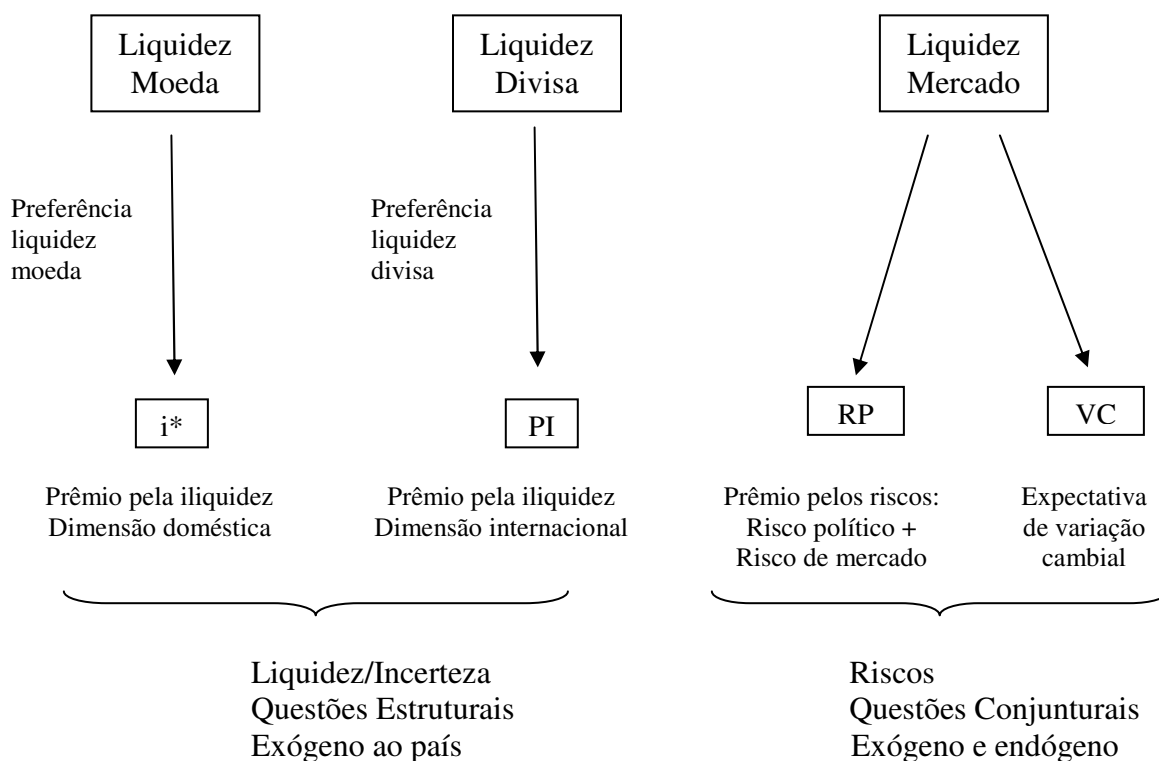 Liquidez
Moeda
Liquidez
Divisa
Liquidez
Mercado
Preferência
liquidez
moeda
Preferência
liquidez
divisa
i*
PI
RP
VC
Prêmio pela iliquidez
Dimensão doméstica
Prêmio pela iliquidez
Dimensão internacional
Prêmio pelos riscos:
Risco político +
Risco de mercado
Expectativa
de variação
cambial
Liquidez/Incerteza
Questões Estruturais
Exógeno ao país
Riscos
Questões Conjunturais
Exógeno e endógeno